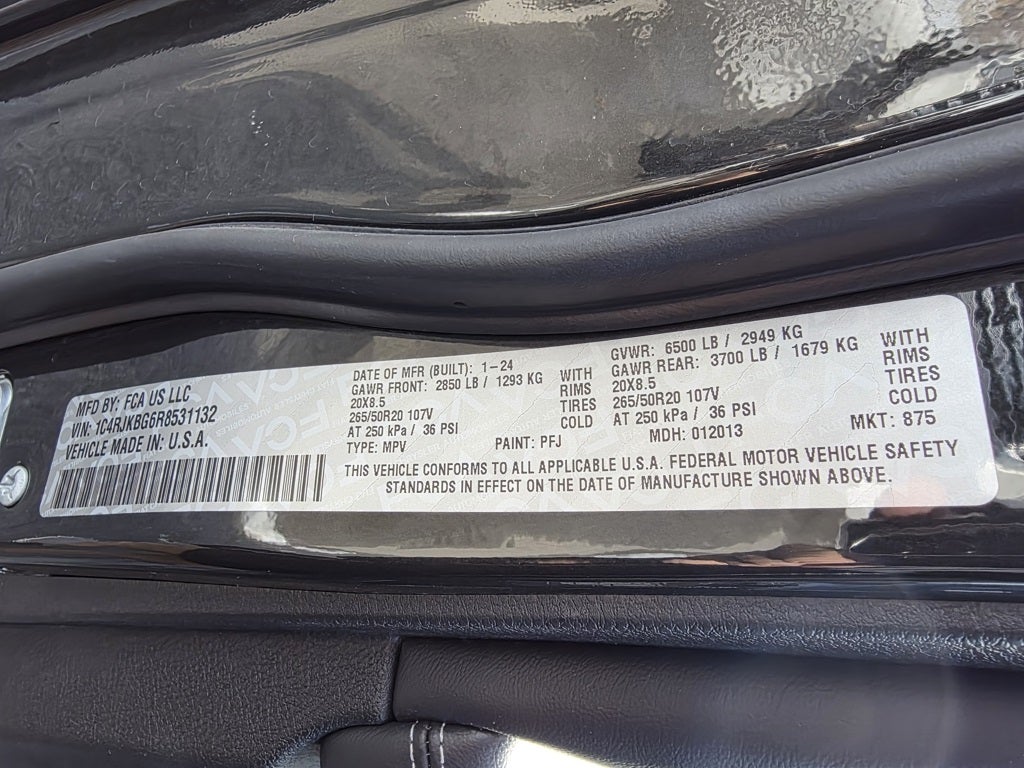 MFD BY: FCA US LLC
VIN: 1C4RJKBG6R8531132
VEHICLE MADE IN: U.S.A.
DATE OF MFR (BUILT): 1-24
GAWR FRONT: 2850 LB / 1293 KG WITH
20X8.5 RIMS
265/50R20 107V TIRES
AT 250 kPa / 36 PSI COLD
TYPE: MPV PAINT: PFJ
GVWR: 6500 LB / 2949 KG
GAWR REAR: 3700 LB / 1679 KG WITH
20X8.5 RIMS
265/50R20 107V TIRES
AT 250 kPa / 36 PSI COLD
MDH: 012013 MKT: 875
THIS VEHICLE CONFORMS TO ALL APPLICABLE U.S.A. FEDERAL MOTOR VEHICLE SAFETY
STANDARDS IN EFFECT ON THE DATE OF MANUFACTURE SHOWN ABOVE.